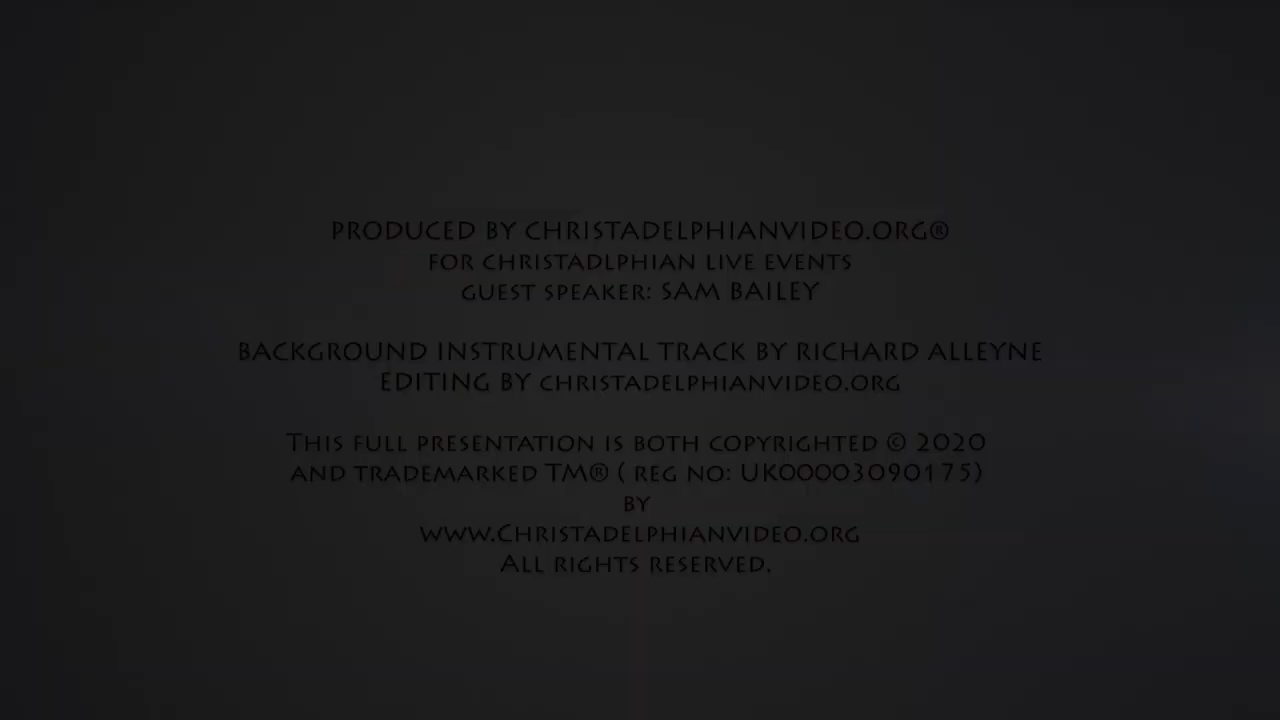 PRODUCED BY CHRISTADELPHIANVIDEO.ORG®
FOR CHRISTADLPHIAN LIVE EVENTS
GUEST SPEAKER: SAM BAILEY
BACKGROUND INSTRUMENTAL TRACK BY RICHARD ALLEYNE
EDITING BY CHRISTADELPHIANVIDEO.ORG
THIS FULL PRESENTATION IS BOTH COPYRIGHTED © 2020
AND TRADEMARKED TM® ( REG NO: UK00003090175)
BY
WWW.CHRISTADELPHIANVIDEO.ORG
ALL RIGHTS RESERVED.